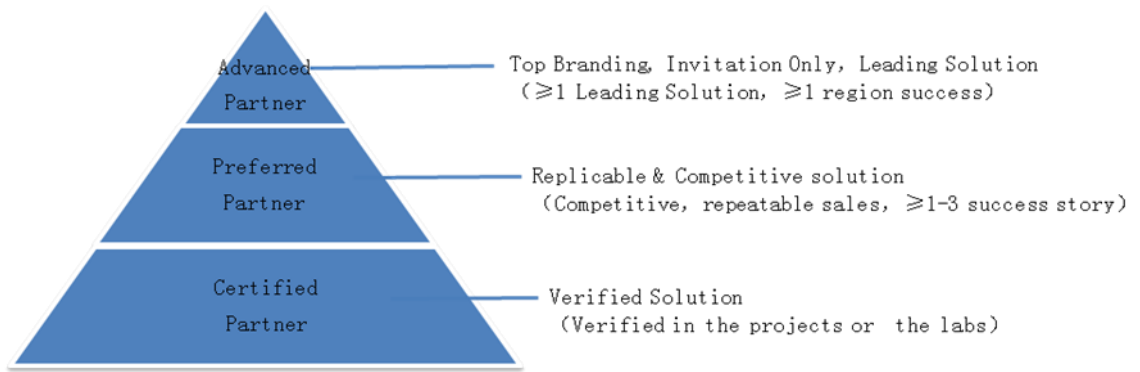 Advanced
Partner
Top Branding, Invitation Only, Leading Solution
(≥1 Leading Solution, ≥1 region success)
Preferred
Partner
Replicable & Competitive solution
(Competitive, repeatable sales, ≥1-3 success story)
Certified
Partner
Verified Solution
(Verified in the projects or the labs)